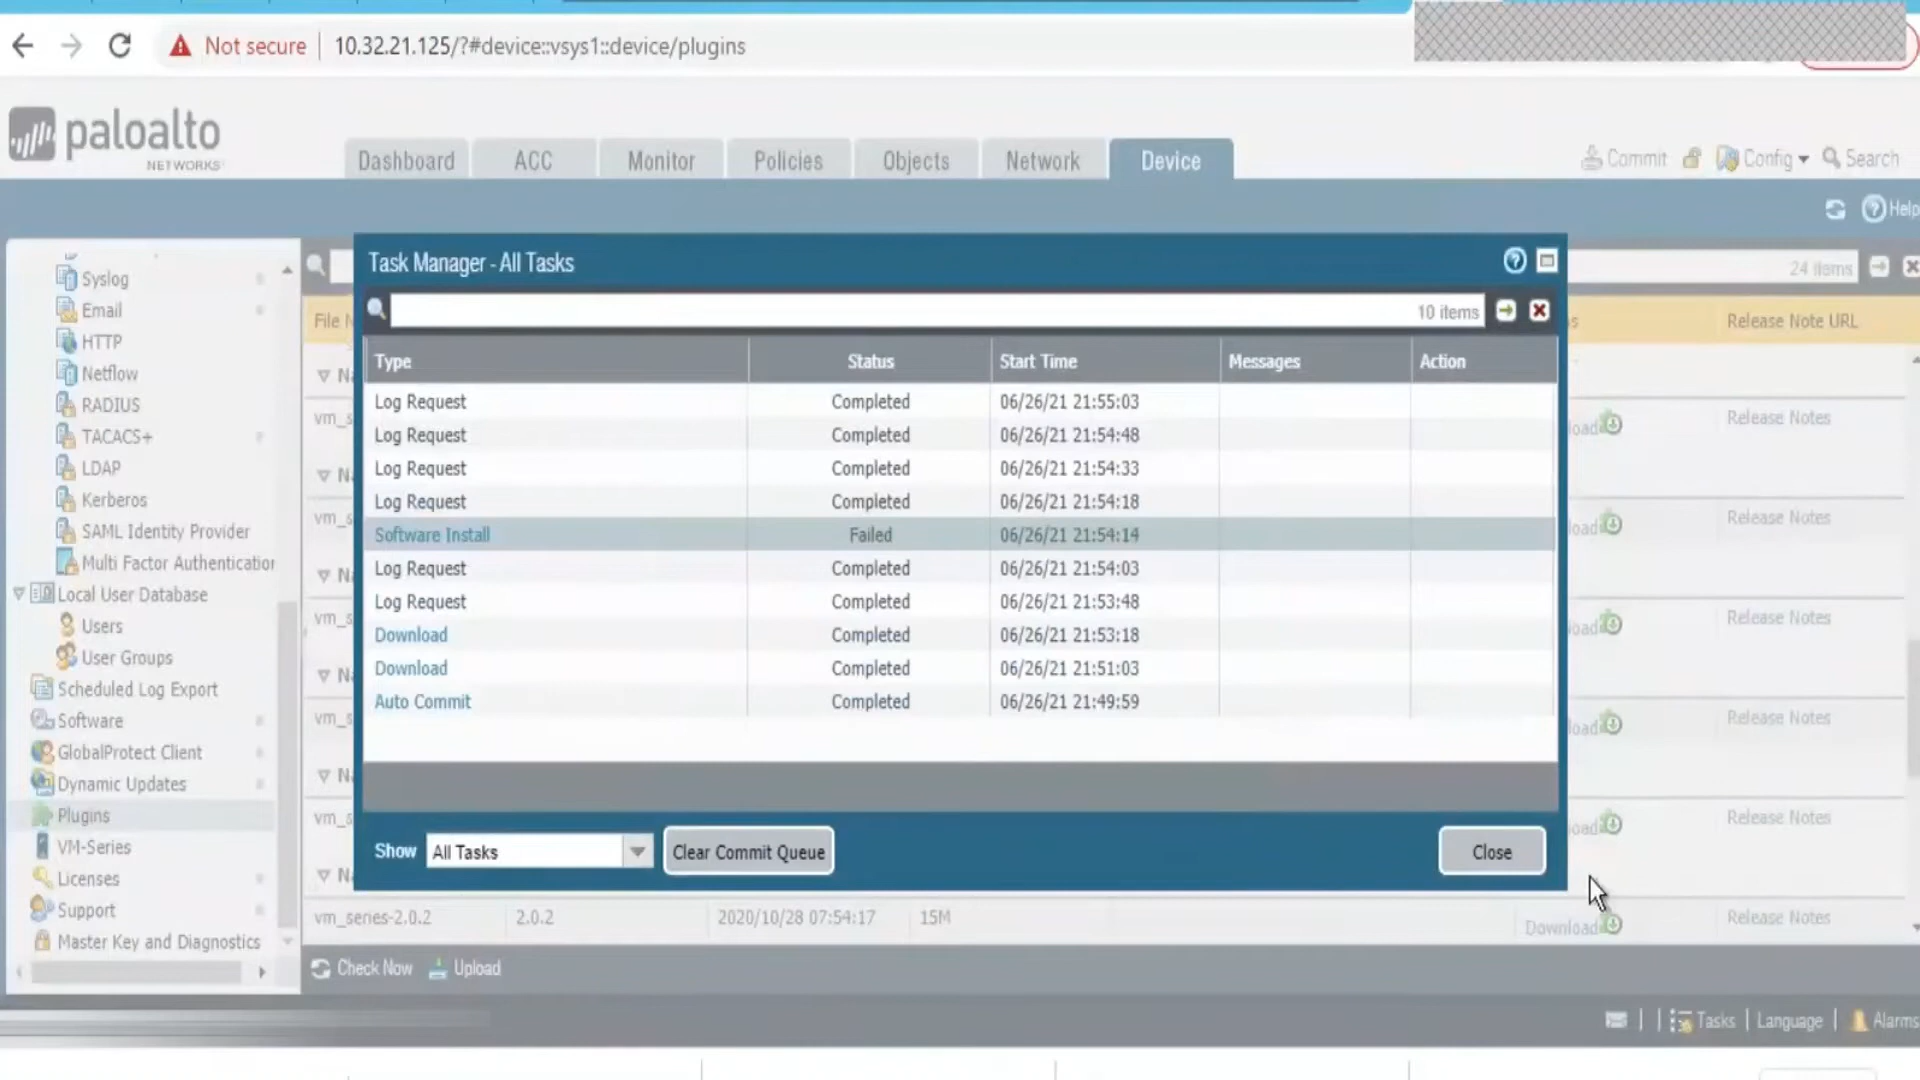 Not secure | 10.32.21.125/?#device::vsys1::device/plugins
paloalto
NETWORKS
Dashboard ACC Monitor Policies Objects Network Device
Commit Config Search
Help
Task Manager - All Tasks
10 items
24 items
Type Status Start Time Messages Action
Log Request Completed 06/26/21 21:55:03
Log Request Completed 06/26/21 21:54:48
Log Request Completed 06/26/21 21:54:33
Log Request Completed 06/26/21 21:54:18
Software Install Failed 06/26/21 21:54:14
Log Request Completed 06/26/21 21:54:03
Log Request Completed 06/26/21 21:53:48
Download Completed 06/26/21 21:53:18
Download Completed 06/26/21 21:51:03
Auto Commit Completed 06/26/21 21:49:59
Show All Tasks Clear Commit Queue Close
Syslog
Email
HTTP
Netflow
RADIUS
TACACS+
LDAP
Kerberos
SAML Identity Provider
Multi Factor Authentication
Local User Database
Users
User Groups
Scheduled Log Export
Software
GlobalProtect Client
Dynamic Updates
Plugins
VM-Series
Licenses
Support
Master Key and Diagnostics
File
Release Note URL
Release Notes
Release Notes
Release Notes
Release Notes
Release Notes
vm_series-2.0.2 2.0.2 2020/10/28 07:54:17 15M Download Release Notes
Check Now Upload
Tasks | Language | Alarms